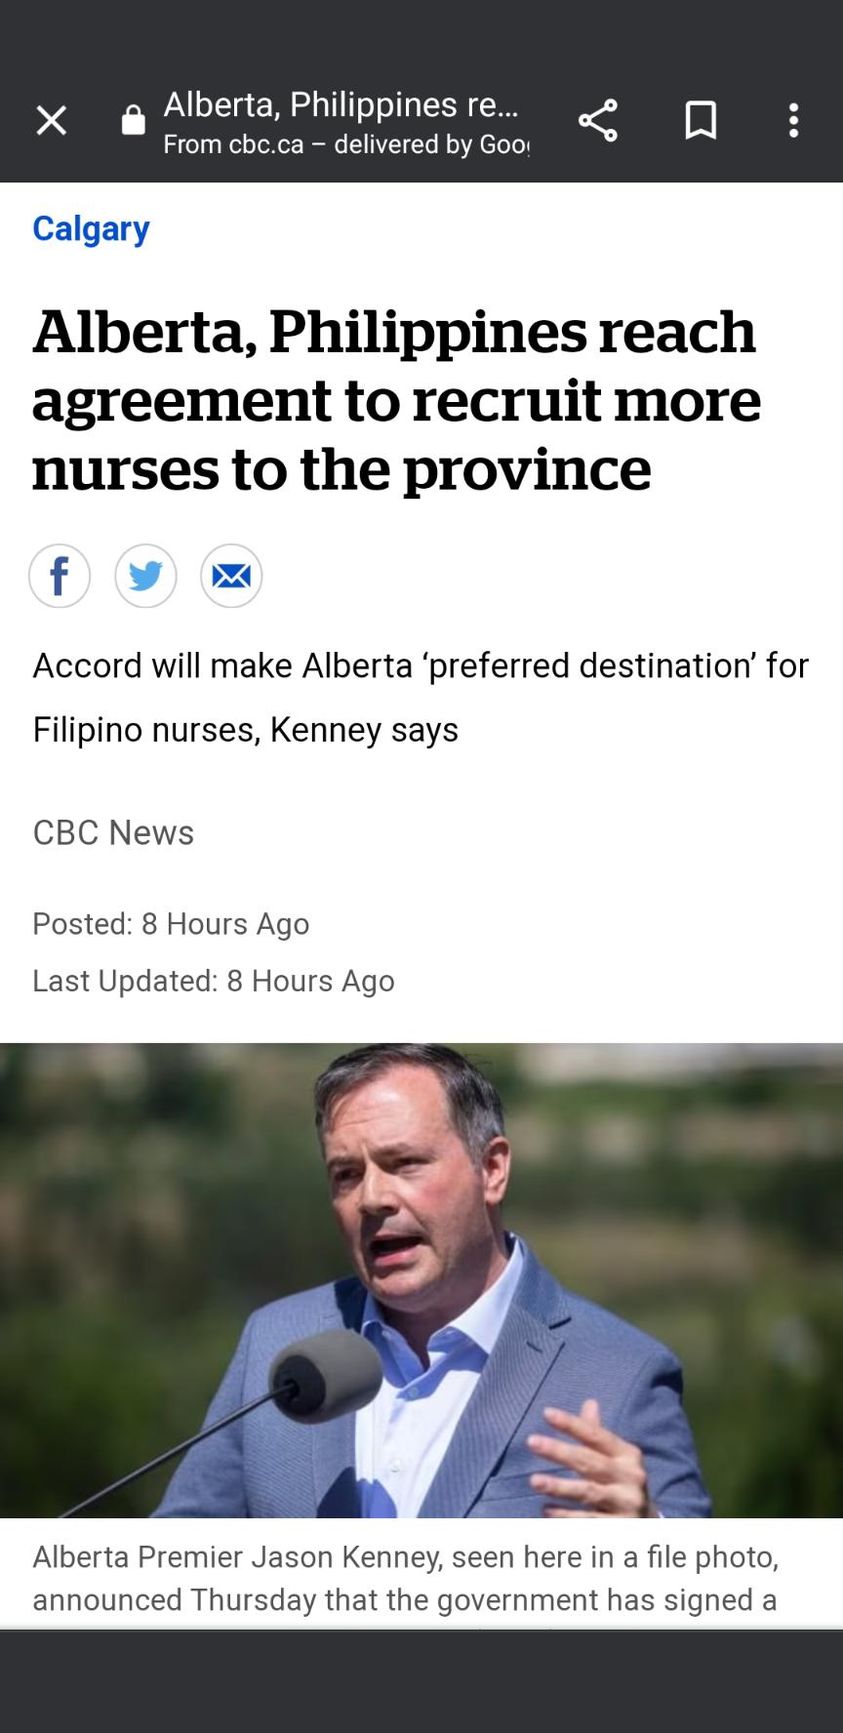 Alberta, Philippines re...
From cbc.ca – delivered by
Calgary
Alberta, Philippines reach
agreement to recruit more
nurses to the province
Accord will make Alberta ‘preferred destination’ for
Filipino nurses, Kenney says
CBC News
Posted: 8 Hours Ago
Last Updated: 8 Hours Ago
Alberta Premier Jason Kenney, seen here in a file photo,
announced Thursday that the government has signed a